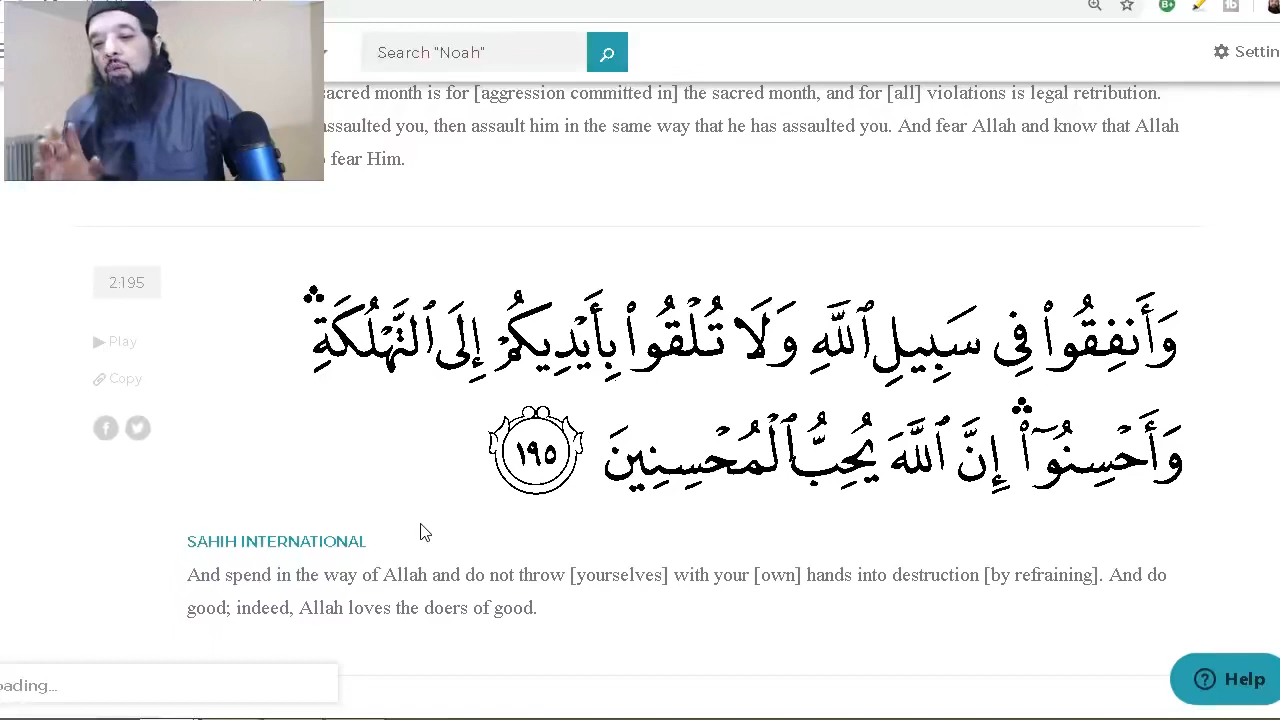 Search "Noah"
Settin
sacred month is for [aggression committed in] the sacred month, and for [all] violations is legal retribution.
assaulted you, then assault him in the same way that he has assaulted you. And fear Allah and know that Allah
fear Him.
2:195
Play
Copy
وَأَنفِقُوا۟ فِى سَبِيلِ ٱللَّهِ وَلَا تُلْقُوا۟ بِأَيْدِيكُمْ إِلَى ٱلتَّهْلُكَةِ ۛ
وَأَحْسِنُوٓا۟ ۛ إِنَّ ٱللَّهَ يُحِبُّ ٱلْمُحْسِنِينَ ١٩٥
SAHIH INTERNATIONAL
And spend in the way of Allah and do not throw [yourselves] with your [own] hands into destruction [by refraining]. And do
good; indeed, Allah loves the doers of good.
oading...
Help